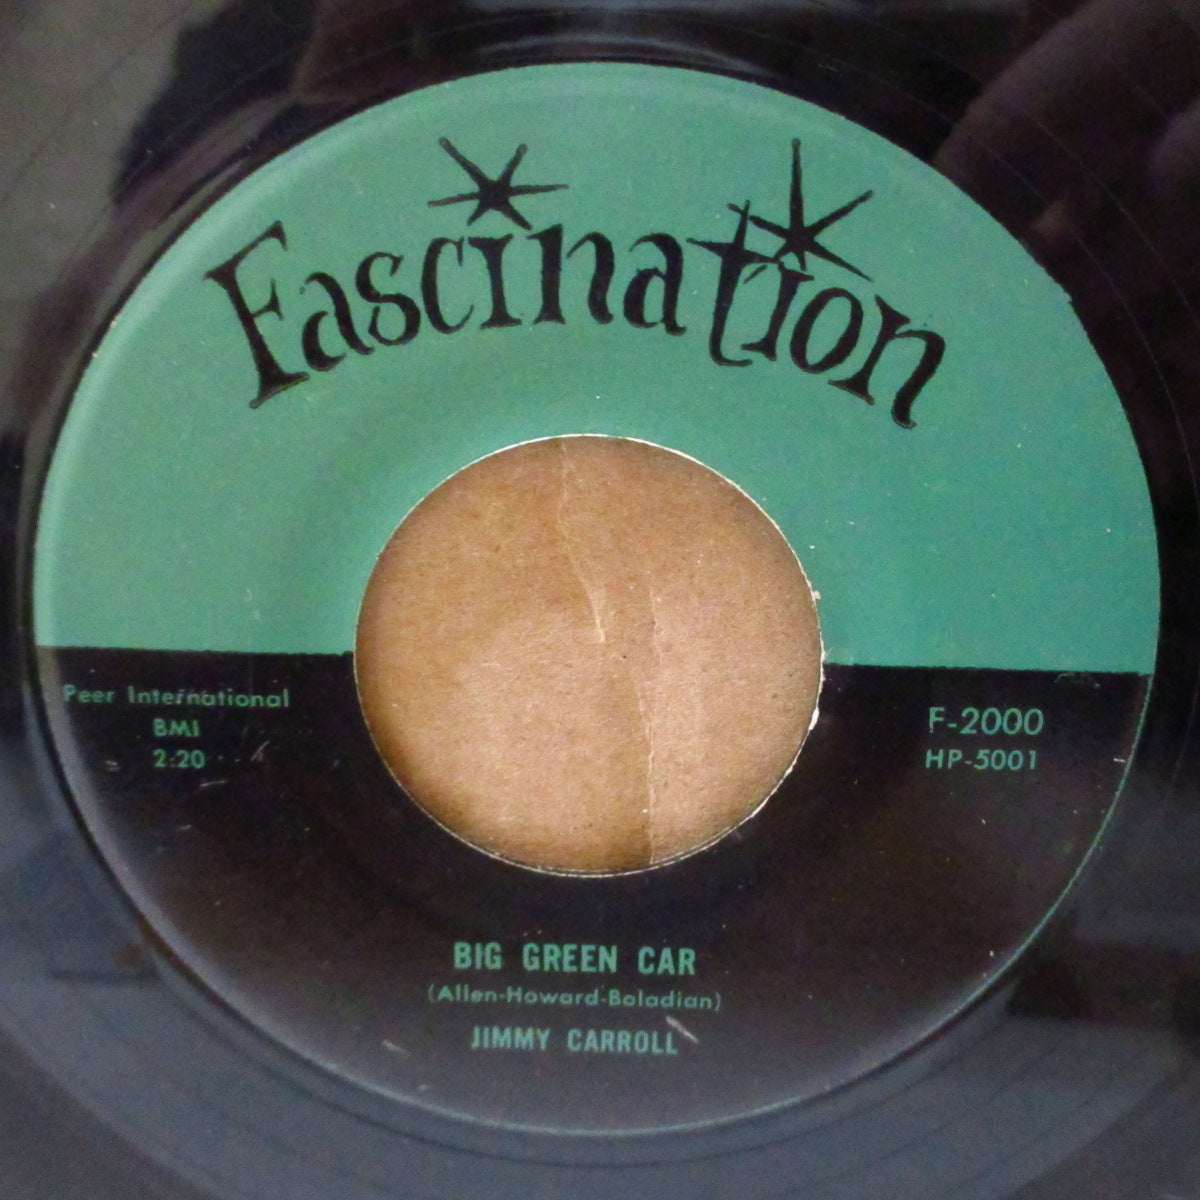 Fascination
Peer International
BMI
2:20
F-2000
HP-5001
BIG GREEN CAR
(Allen-Howard-Boladian)
JIMMY CARROLL